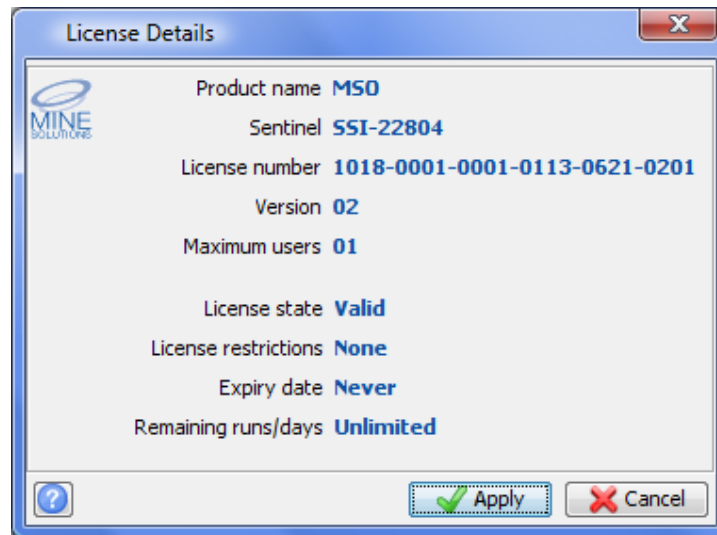 License Details
MINE
SOLUTIONS
Product name MSO
Sentinel SSI-22804
License number 1018-0001-0001-0113-0621-0201
Version 02
Maximum users 01
License state Valid
License restrictions None
Expiry date Never
Remaining runs/days Unlimited
Apply Cancel